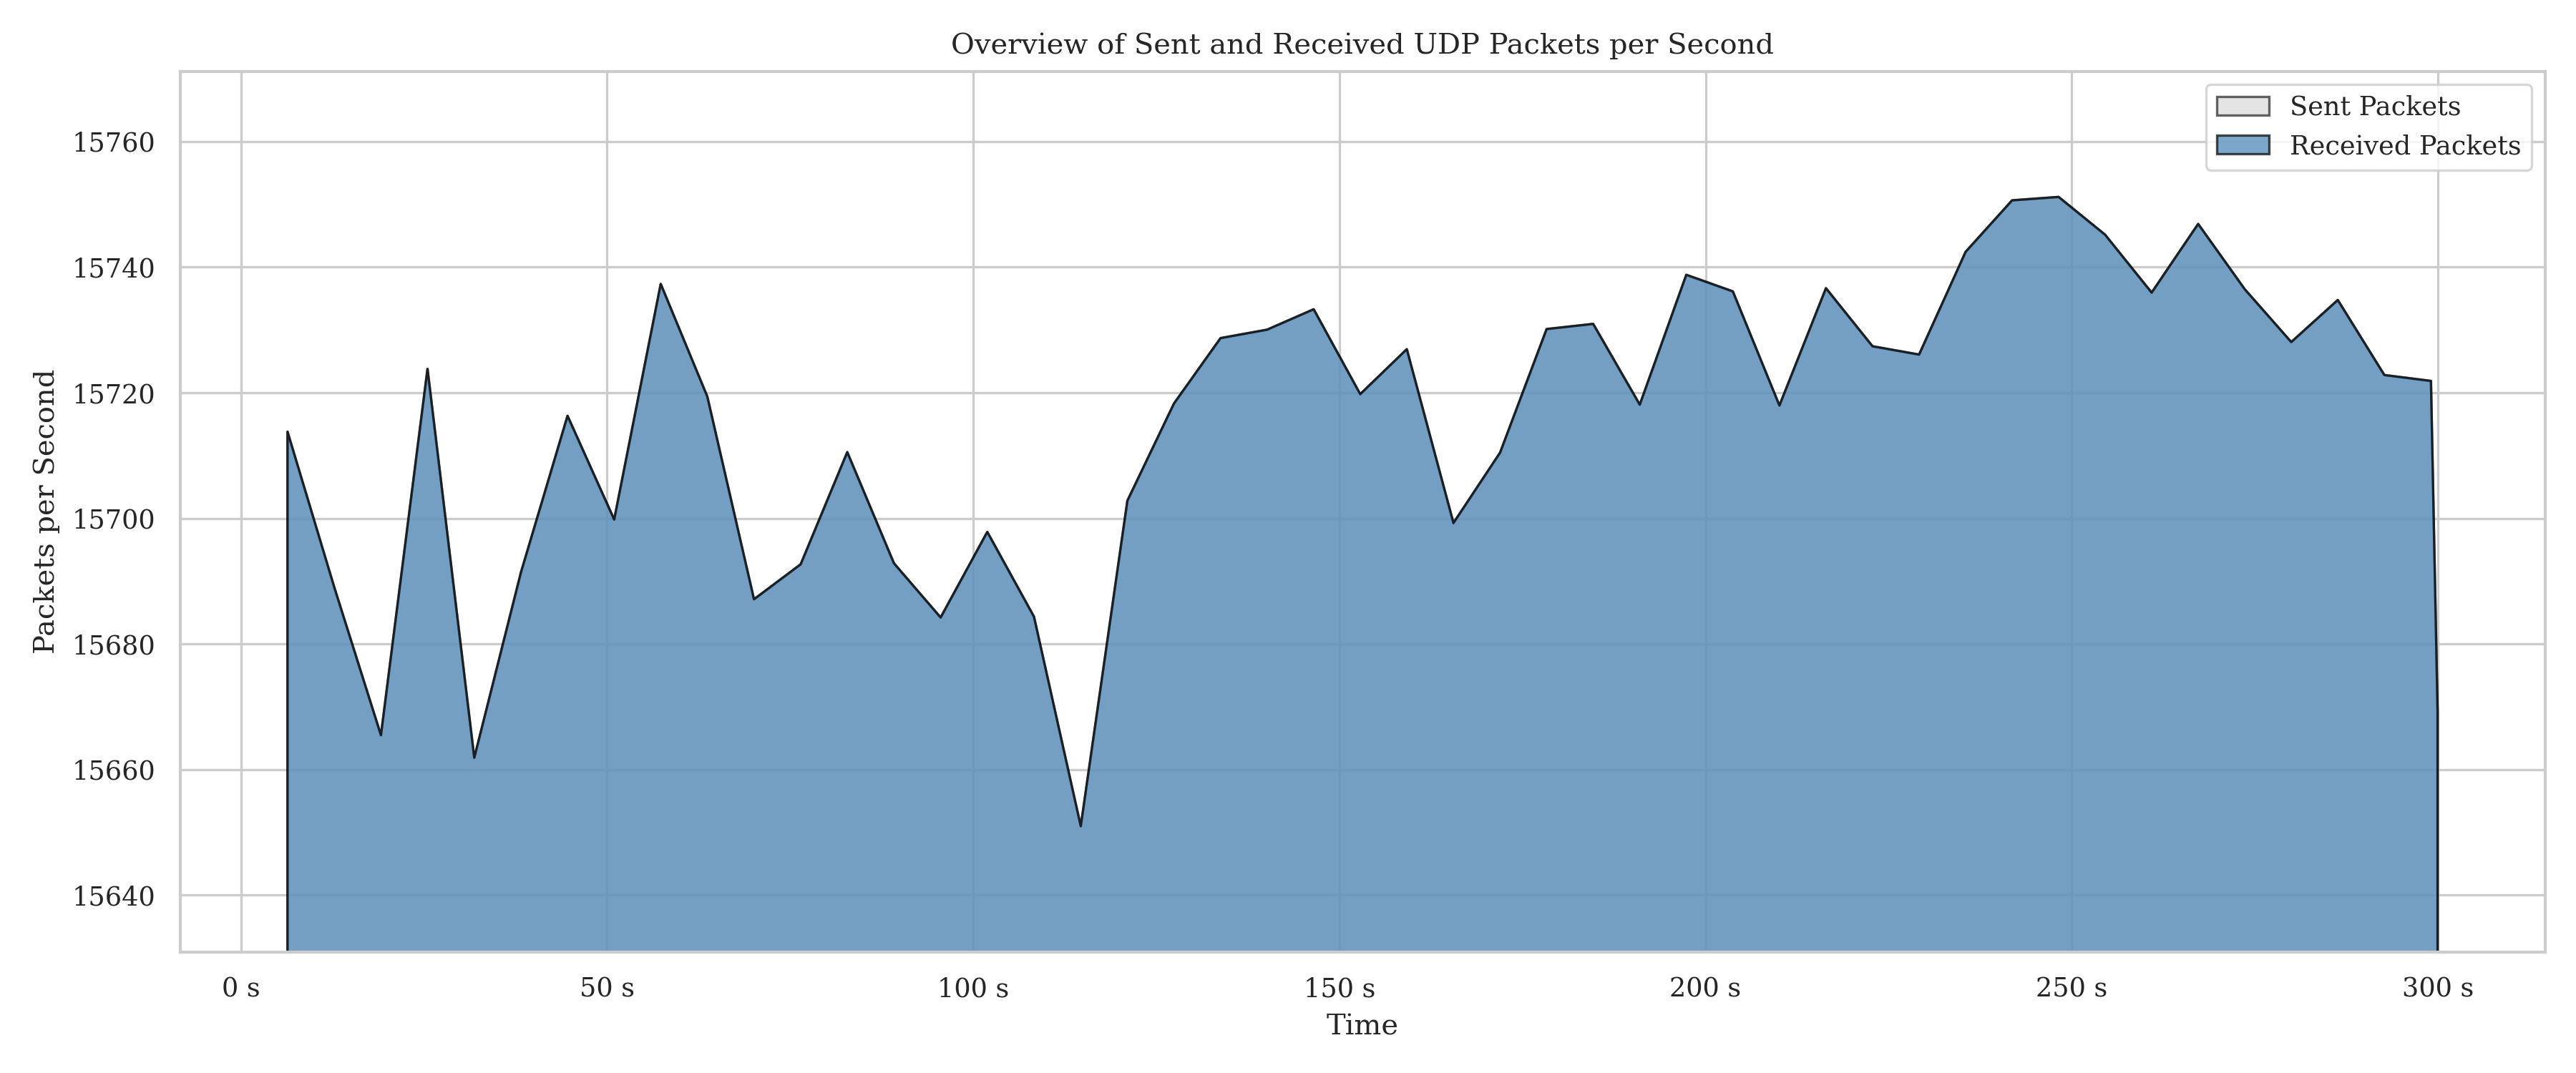 Overview of Sent and Received UDP Packets per Second
Sent Packets
Received Packets
Packets per Second
15760
15740
15720
15700
15680
15660
15640
0 s
50 s
100 s
150 s
200 s
250 s
300 s
Time